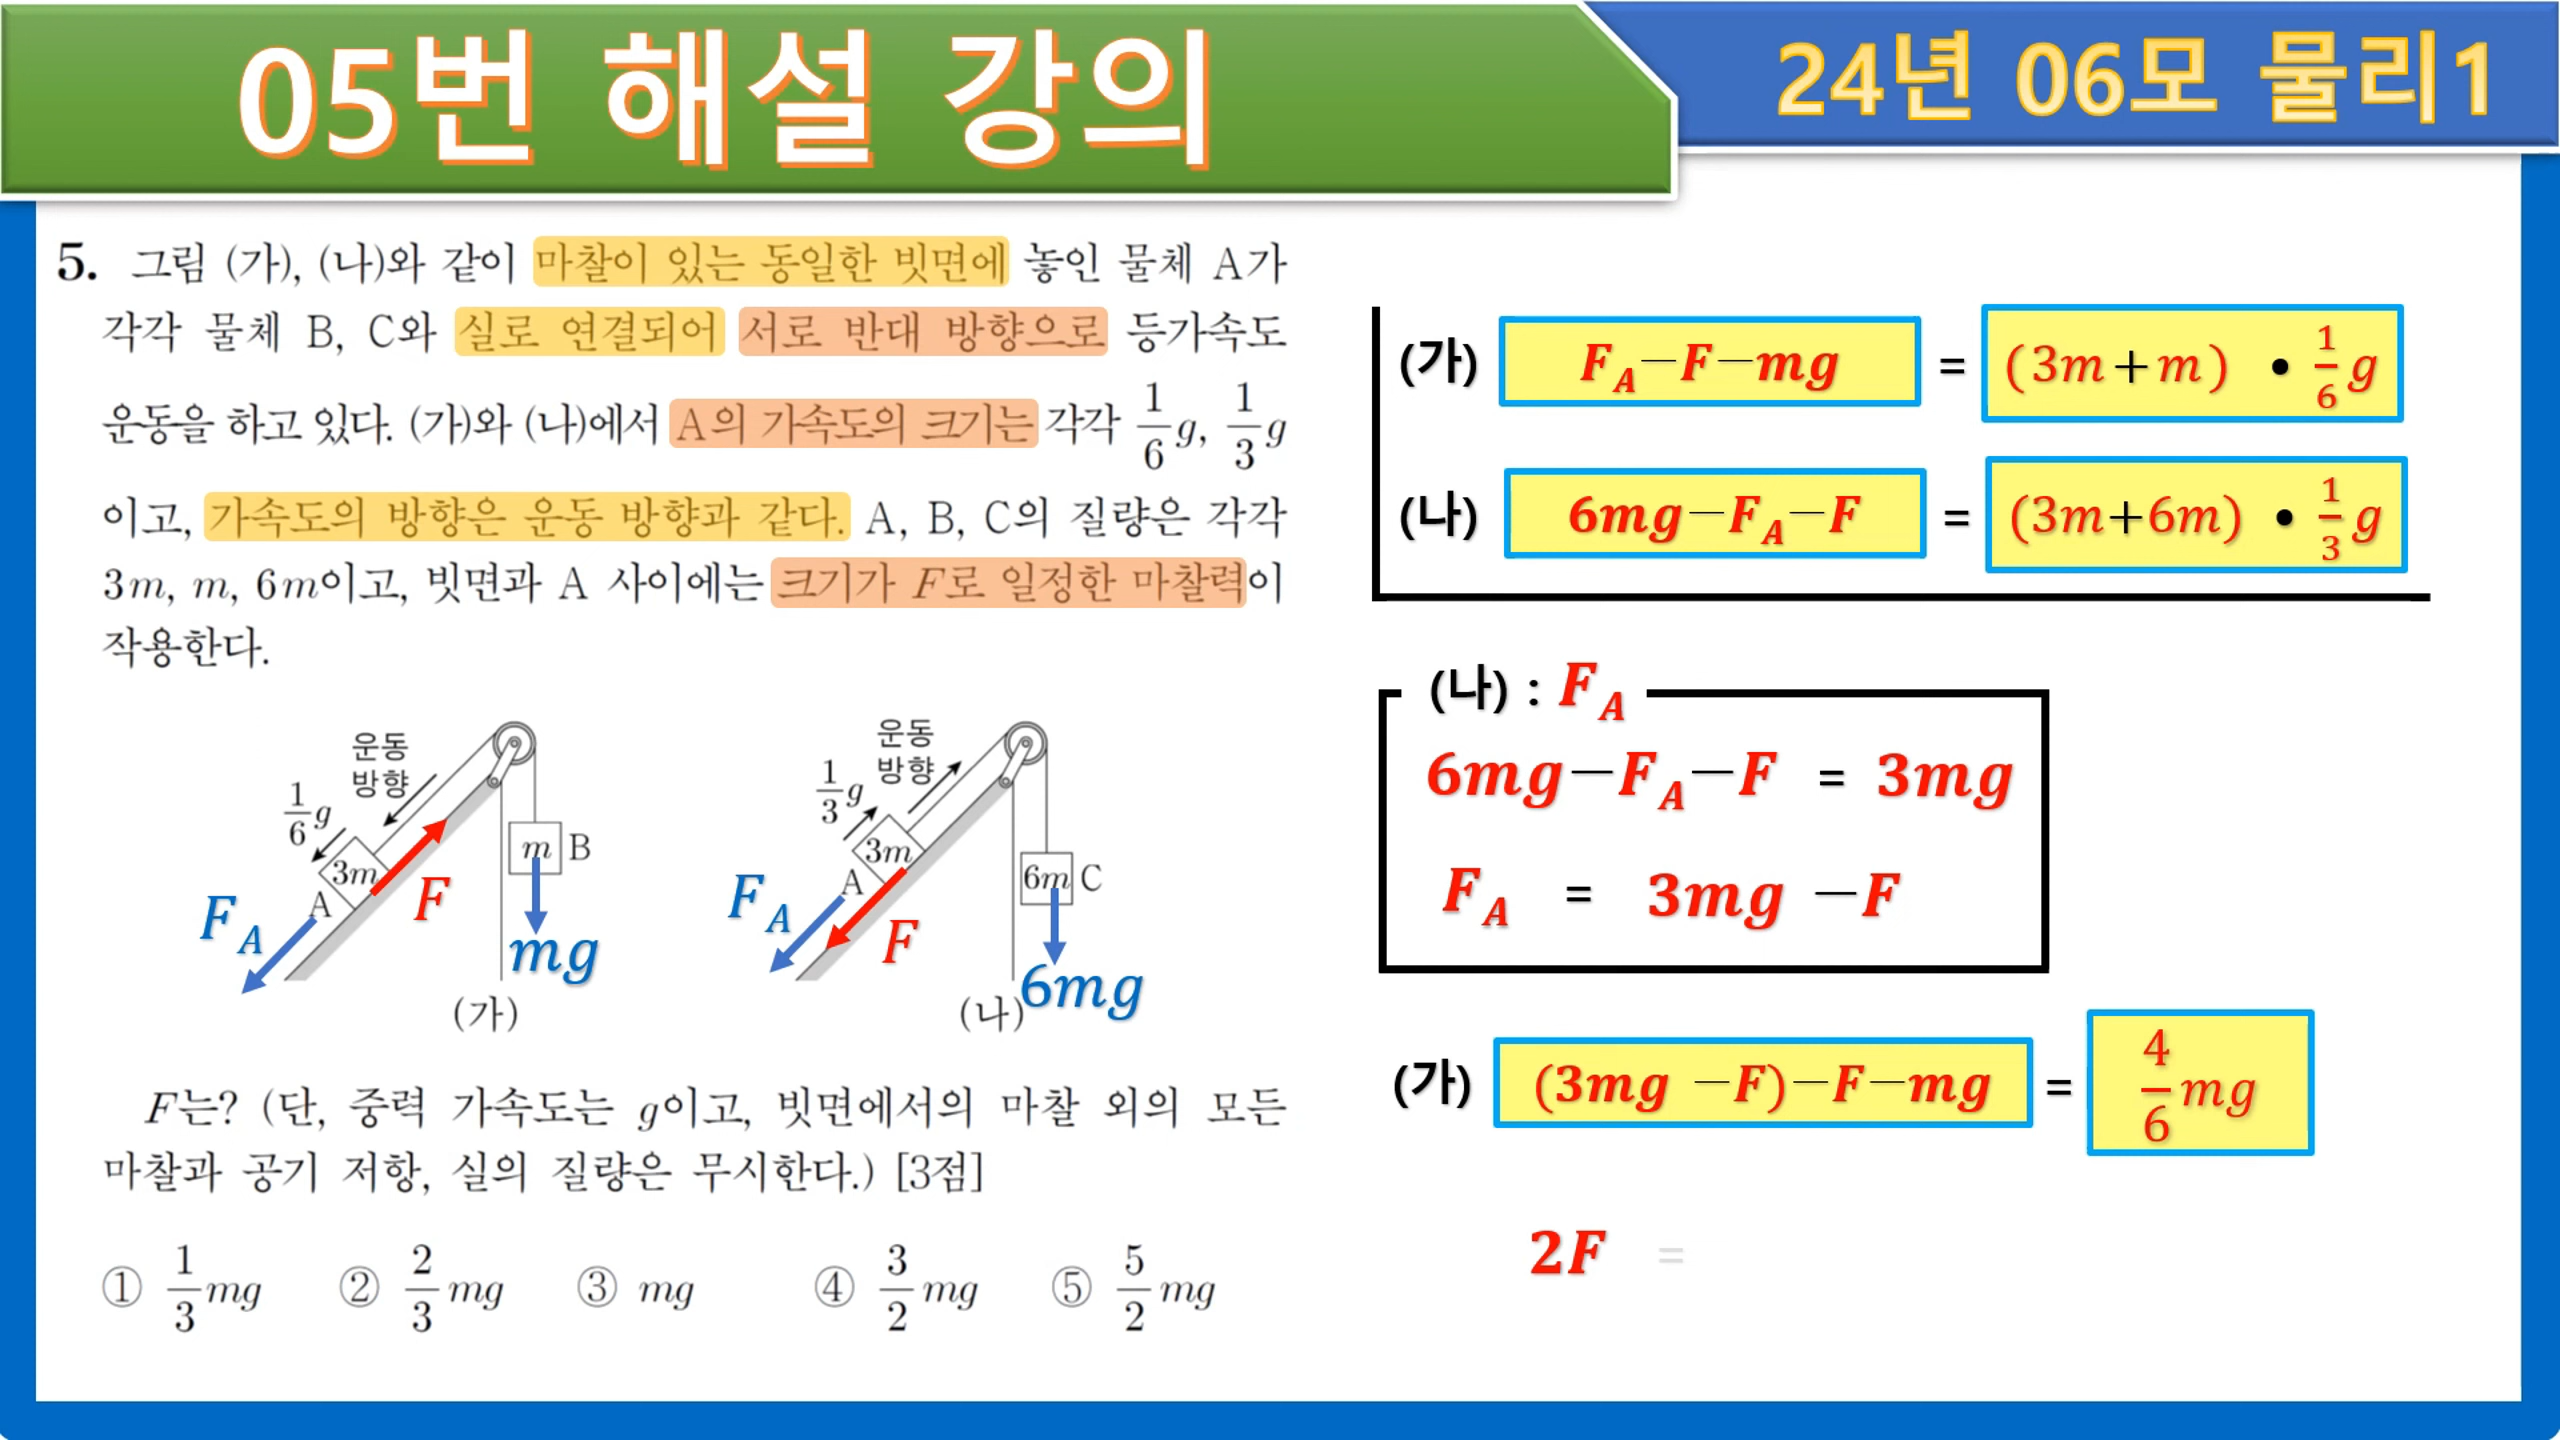 05번 해설 강의
24년 06모 물리1
5. 그림 (가), (나)와 같이 마찰이 있는 동일한 빗면에 놓인 물체 A가
각각 물체 B, C와 실로 연결되어 서로 반대 방향으로 등가속도
운동을 하고 있다. (가)와 (나)에서 A의 가속도의 크기는 각각 1/6 g, 1/3 g
이고, 가속도의 방향은 운동 방향과 같다. A, B, C의 질량은 각각
3m, m, 6m이고, 빗면과 A 사이에는 크기가 F로 일정한 마찰력이
작용한다.
운동
방향
1/6 g
3m
A
F_A
F
m B
mg
(가)
운동
방향
1/3 g
3m
A
F_A
F
6m C
6mg
(나)
F는? (단, 중력 가속도는 g이고, 빗면에서의 마찰 외의 모든
마찰과 공기 저항, 실의 질량은 무시한다.) [3점]
① 1/3 mg ② 2/3 mg ③ mg ④ 3/2 mg ⑤ 5/2 mg
(가) F_A-F-mg = (3m+m) • 1/6 g
(나) 6mg-F_A-F = (3m+6m) • 1/3 g
(나) : F_A
6mg-F_A-F = 3mg
F_A = 3mg -F
(가) (3mg -F)-F-mg = 4/6 mg
2F =